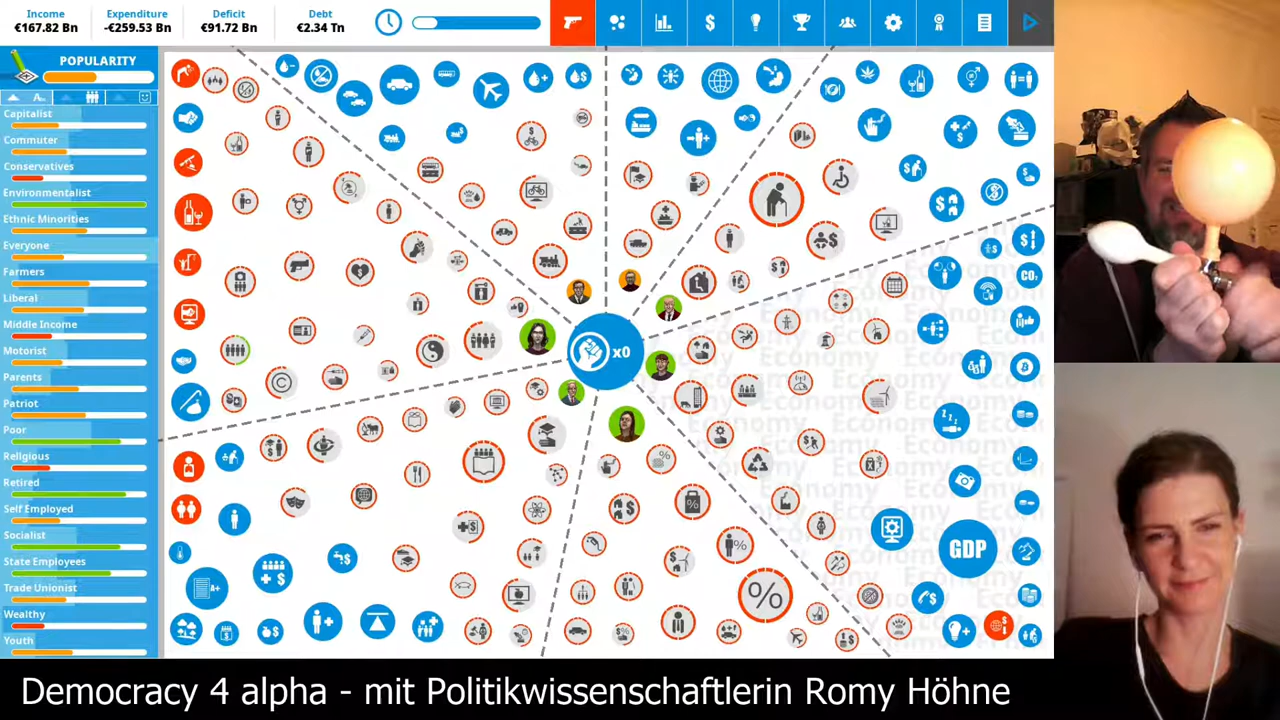 Income Expenditure Deficit Debt
€167.82 Bn -€259.53 Bn €91.72 Bn €2.34 Tn
POPULARITY
Capitalist
Commuter
Conservatives
Environmentalist
Ethnic Minorities
Everyone
Farmers
Liberal
Middle Income
Motorist
Parents
Patriot
Poor
Religious
Retired
Self Employed
Socialist
State Employees
Trade Unionist
Wealthy
Youth
x0
GDP
CO₂
%
Economy
Democracy 4 alpha - mit Politikwissenschaftlerin Romy Höhne